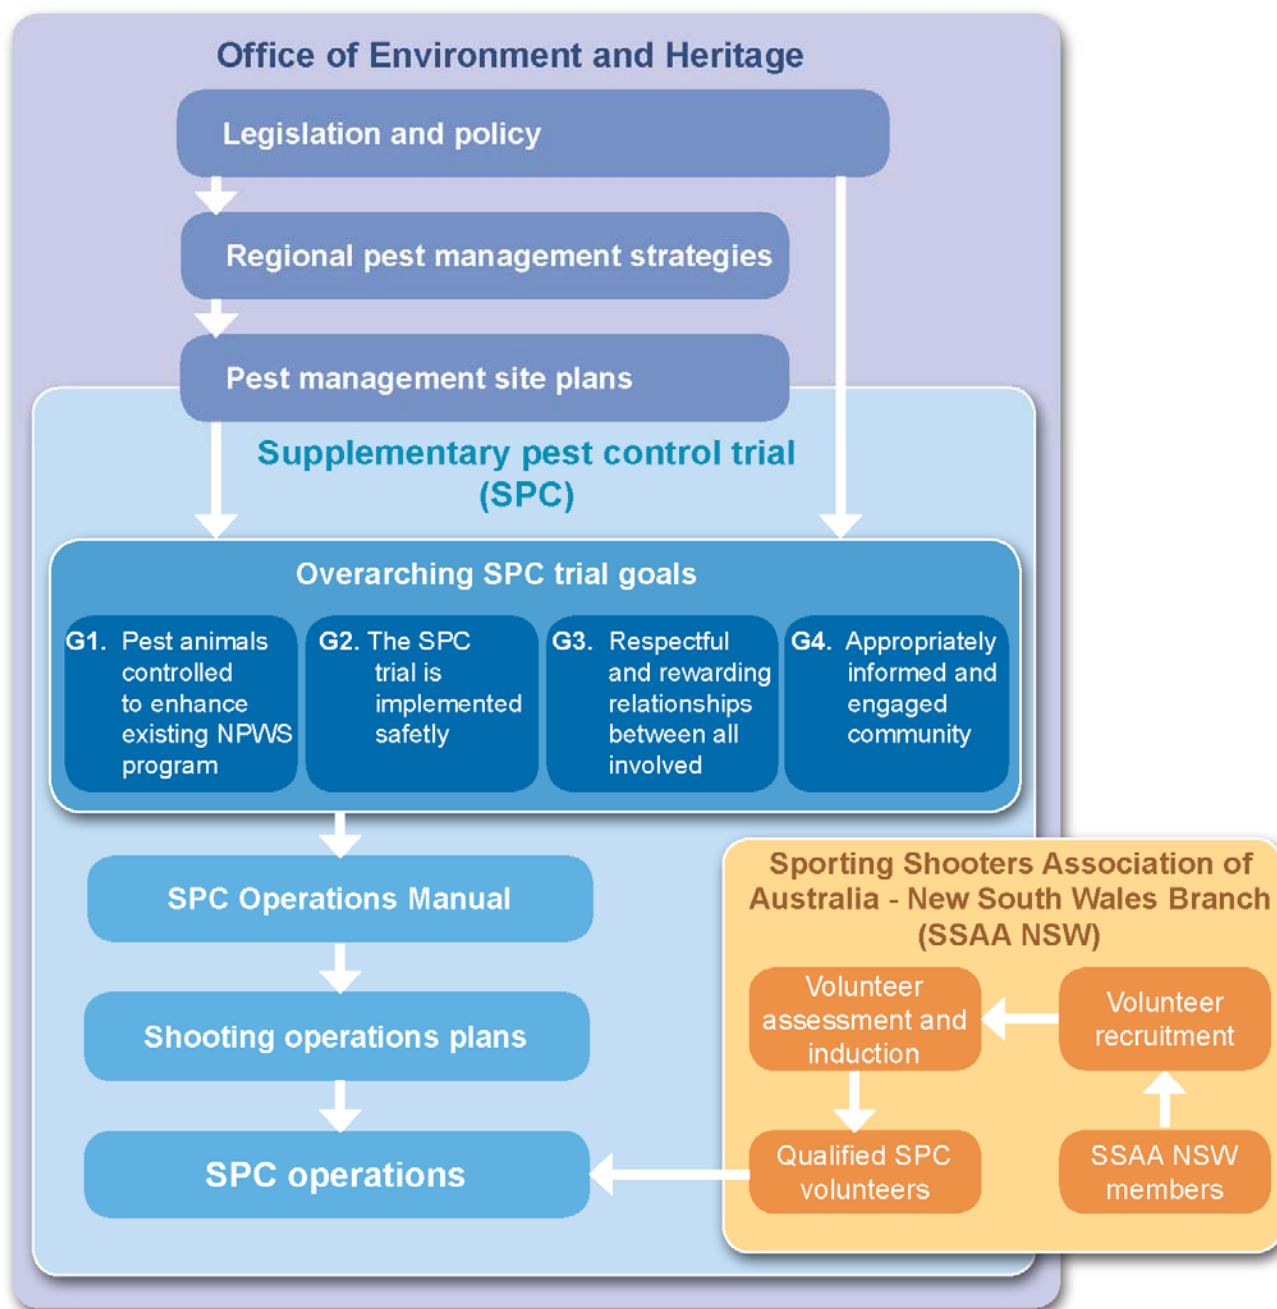 Office of Environment and Heritage
Legislation and policy
Regional pest management strategies
Pest management site plans
Supplementary pest control trial
(SPC)
Overarching SPC trial goals
G1. Pest animals
controlled
to enhance
existing NPWS
program
G2. The SPC
trial is
implemented
safetly
G3. Respectful
and rewarding
relationships
between all
involved
G4. Appropriately
informed and
engaged
community
SPC Operations Manual
Shooting operations plans
SPC operations
Sporting Shooters Association of
Australia - New South Wales Branch
(SSAA NSW)
Volunteer
assessment and
induction
Volunteer
recruitment
Qualified SPC
volunteers
SSAA NSW
members